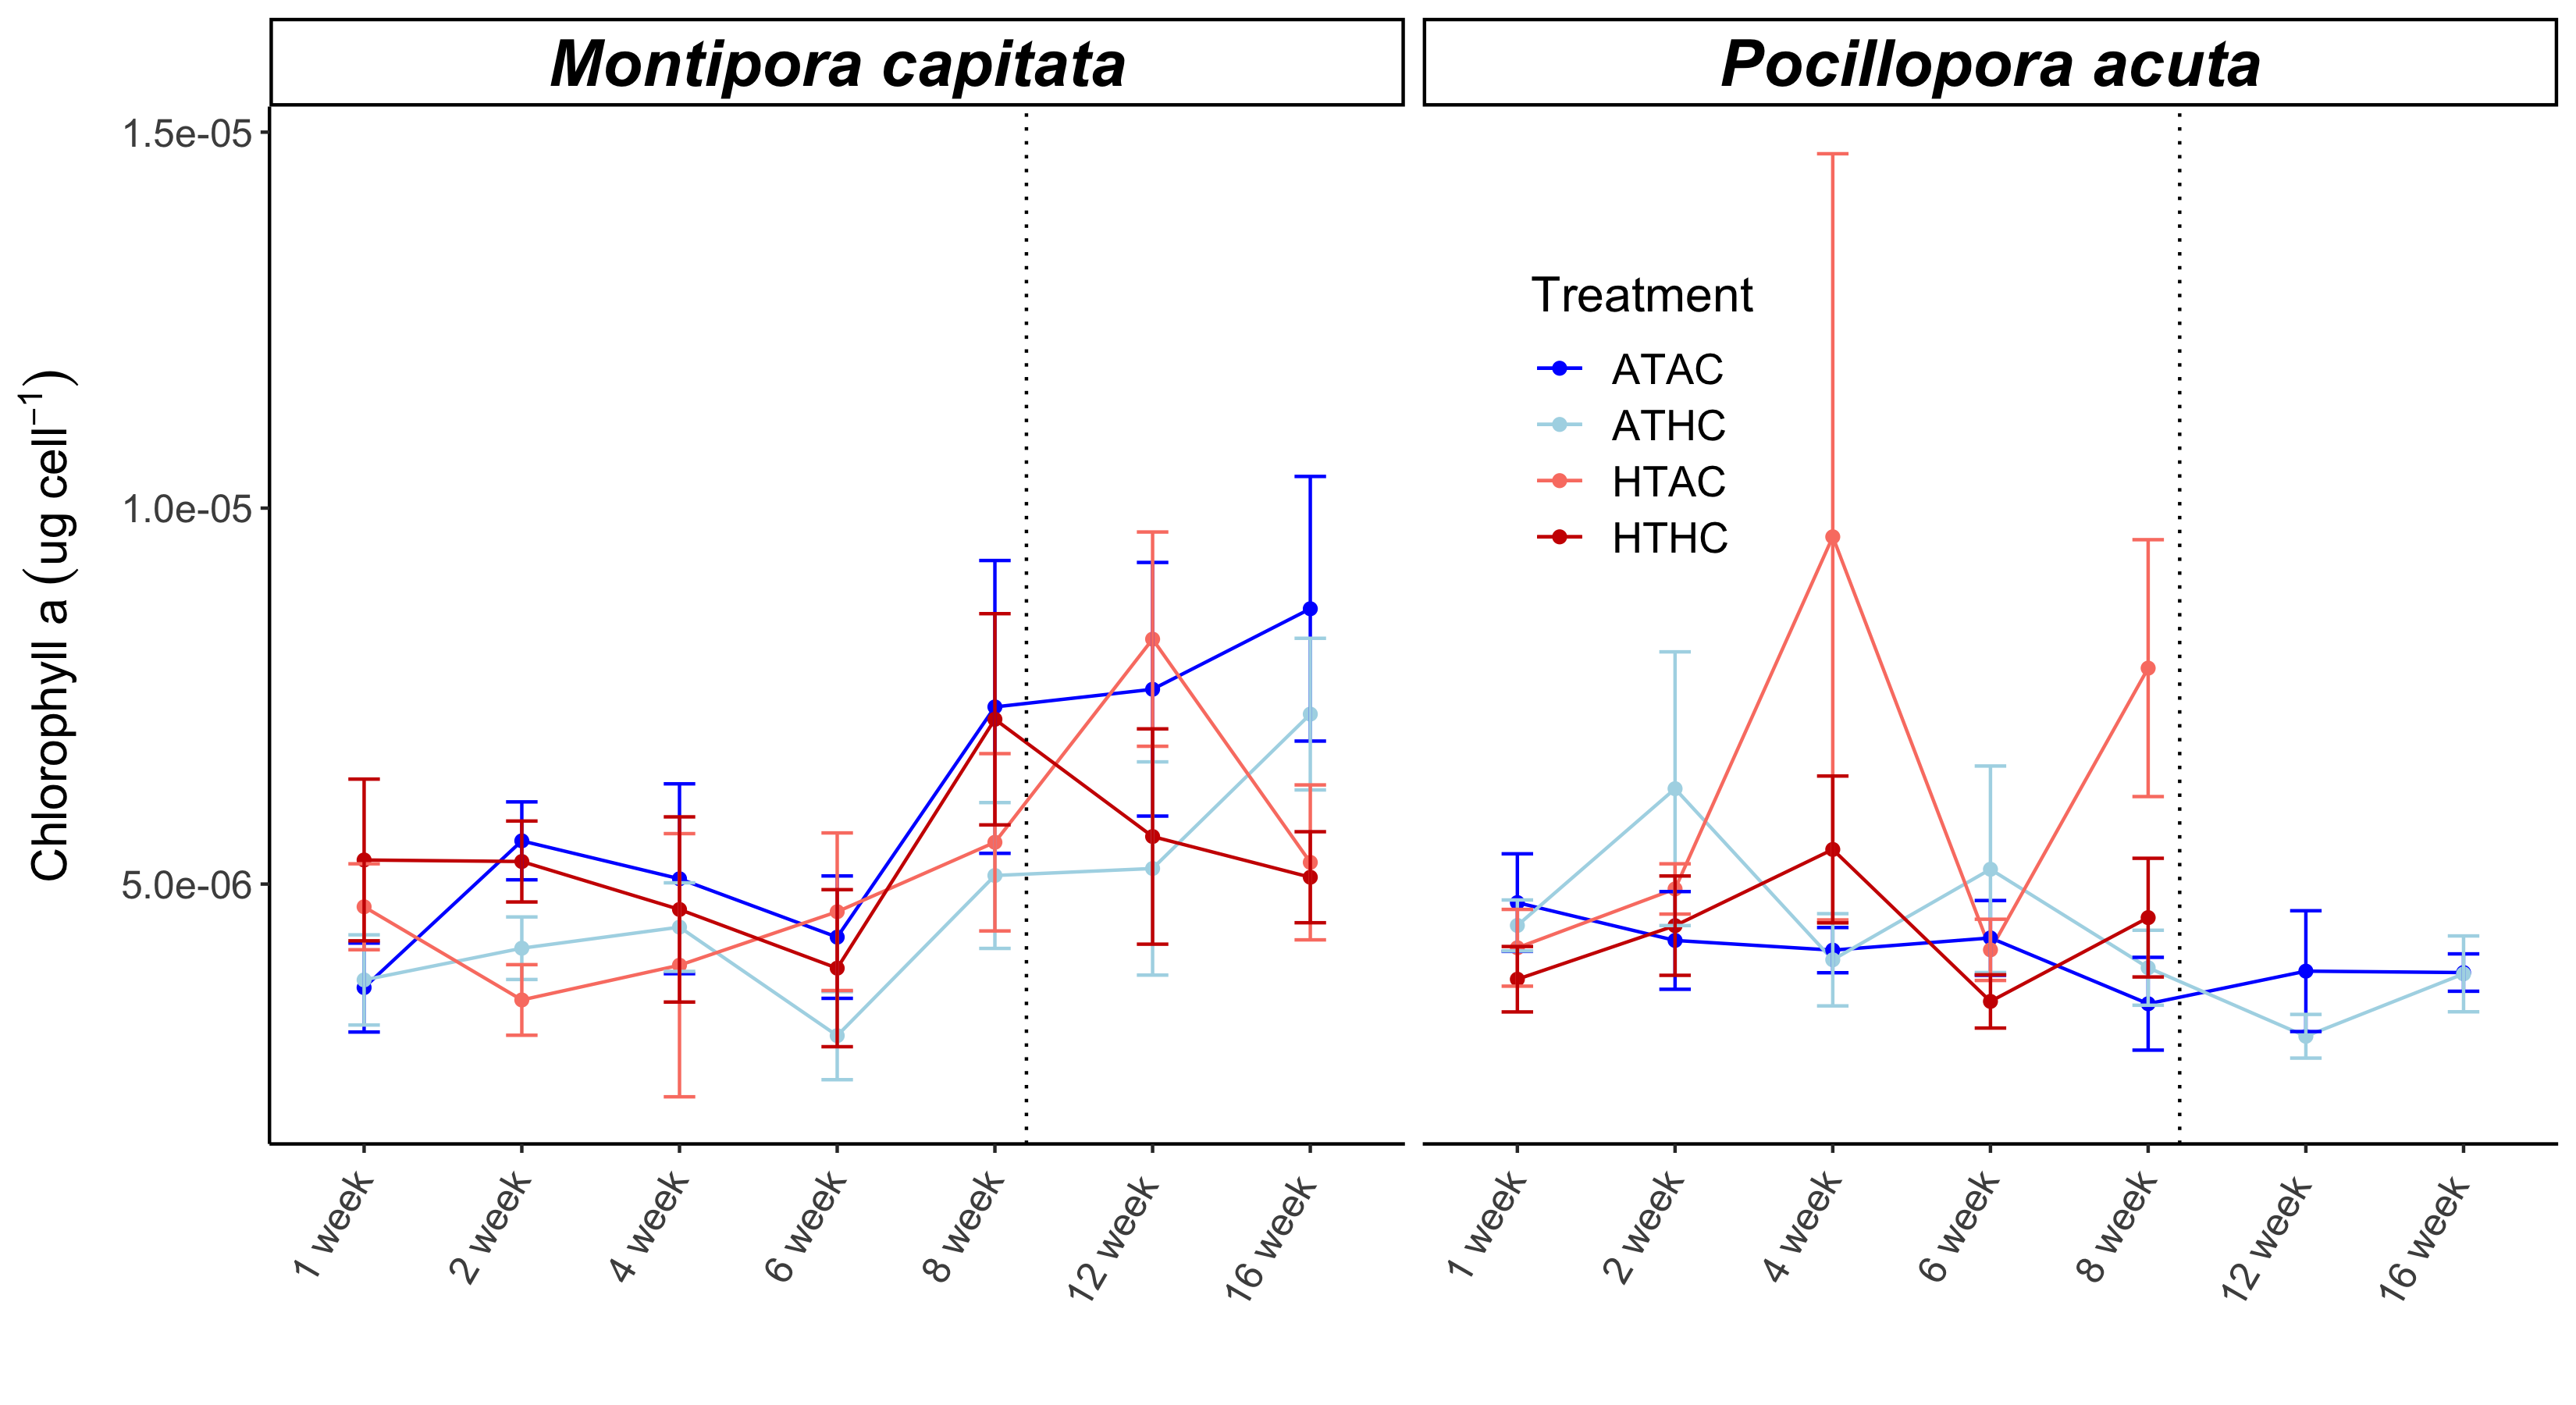 Montipora capitata
Pocillopora acuta
Chlorophyll a (ug cell⁻¹)
1.5e-05
1.0e-05
5.0e-06
Treatment
ATAC
ATHC
HTAC
HTHC
1 week
2 week
4 week
6 week
8 week
12 week
16 week
1 week
2 week
4 week
6 week
8 week
12 week
16 week